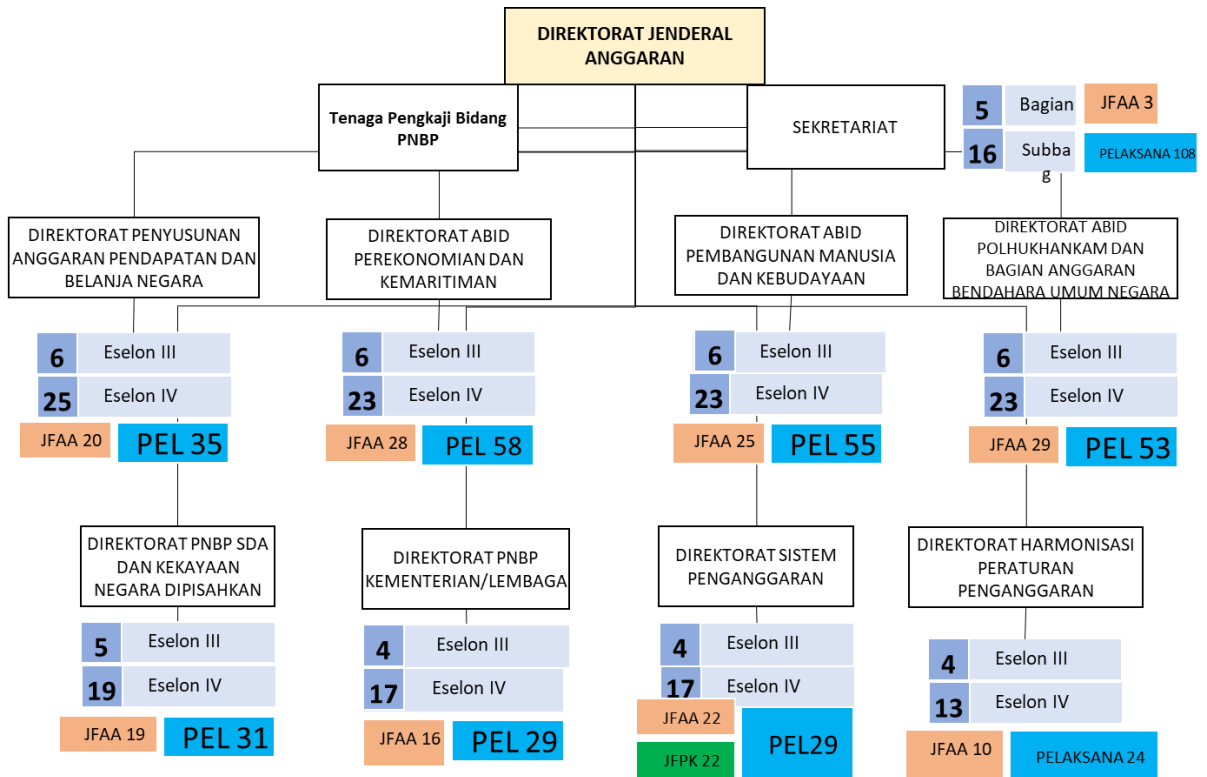 DIREKTORAT JENDERAL
ANGGARAN
Tenaga Pengkaji Bidang
PNBP
SEKRETARIAT
5 Bagian JFAA 3
16 Subba
g
PELAKSANA 108
DIREKTORAT PENYUSUNAN
ANGGARAN PENDAPATAN DAN
BELANJA NEGARA
DIREKTORAT ABID
PEREKONOMIAN DAN
KEMARITIMAN
DIREKTORAT ABID
PEMBANGUNAN MANUSIA
DAN KEBUDAYAAN
DIREKTORAT ABID
POLHUKHANKAM DAN
BAGIAN ANGGARAN
BENDAHARA UMUM NEGARA
6 Eselon III
25 Eselon IV
JFAA 20 PEL 35
6 Eselon III
23 Eselon IV
JFAA 28 PEL 58
6 Eselon III
23 Eselon IV
JFAA 25 PEL 55
6 Eselon III
23 Eselon IV
JFAA 29 PEL 53
DIREKTORAT PNBP SDA
DAN KEKAYAAN
NEGARA DIPISAHKAN
DIREKTORAT PNBP
KEMENTERIAN/LEMBAGA
DIREKTORAT SISTEM
PENGANGGARAN
DIREKTORAT HARMONISASI
PERATURAN
PENGANGGARAN
5 Eselon III
19 Eselon IV
JFAA 19 PEL 31
4 Eselon III
17 Eselon IV
JFAA 16 PEL 29
4 Eselon III
17 Eselon IV
JFAA 22
PEL29
JFPK 22
4 Eselon III
13 Eselon IV
JFAA 10 PELAKSANA 24